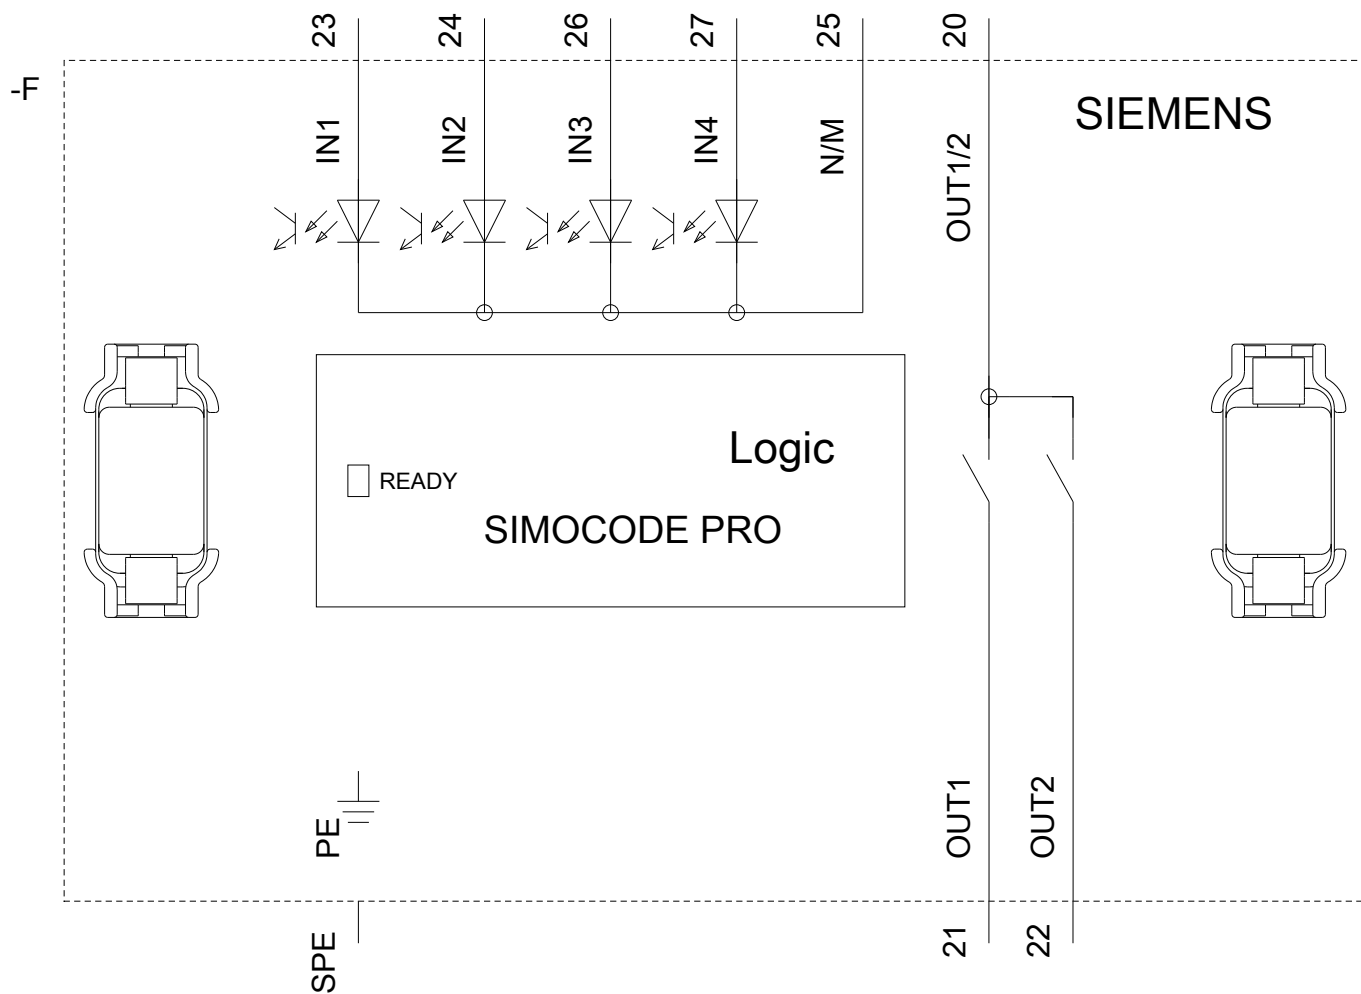 23
24
26
27
25
20
-F
SIEMENS
IN1
IN2
IN3
IN4
N/M
OUT1/2
Logic
READY
SIMOCODE PRO
PE
OUT1
OUT2
SPE
21
22